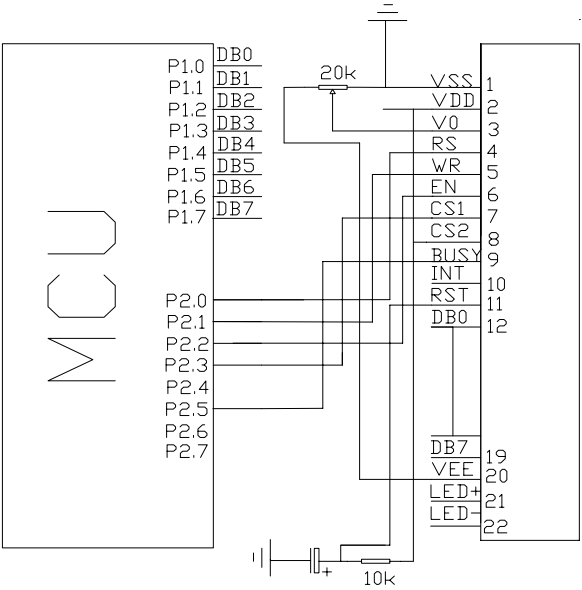 MCU
P1.0 DB0
P1.1 DB1
P1.2 DB2
P1.3 DB3
P1.4 DB4
P1.5 DB5
P1.6 DB6
P1.7 DB7
P2.0
P2.1
P2.2
P2.3
P2.4
P2.5
P2.6
P2.7
20k
VSS 1
VDD 2
V0 3
RS 4
WR 5
EN 6
CS1 7
CS2 8
BUSY 9
INT 10
RST 11
DB0 12
DB7 19
VEE 20
LED+ 21
LED- 22
+
10k